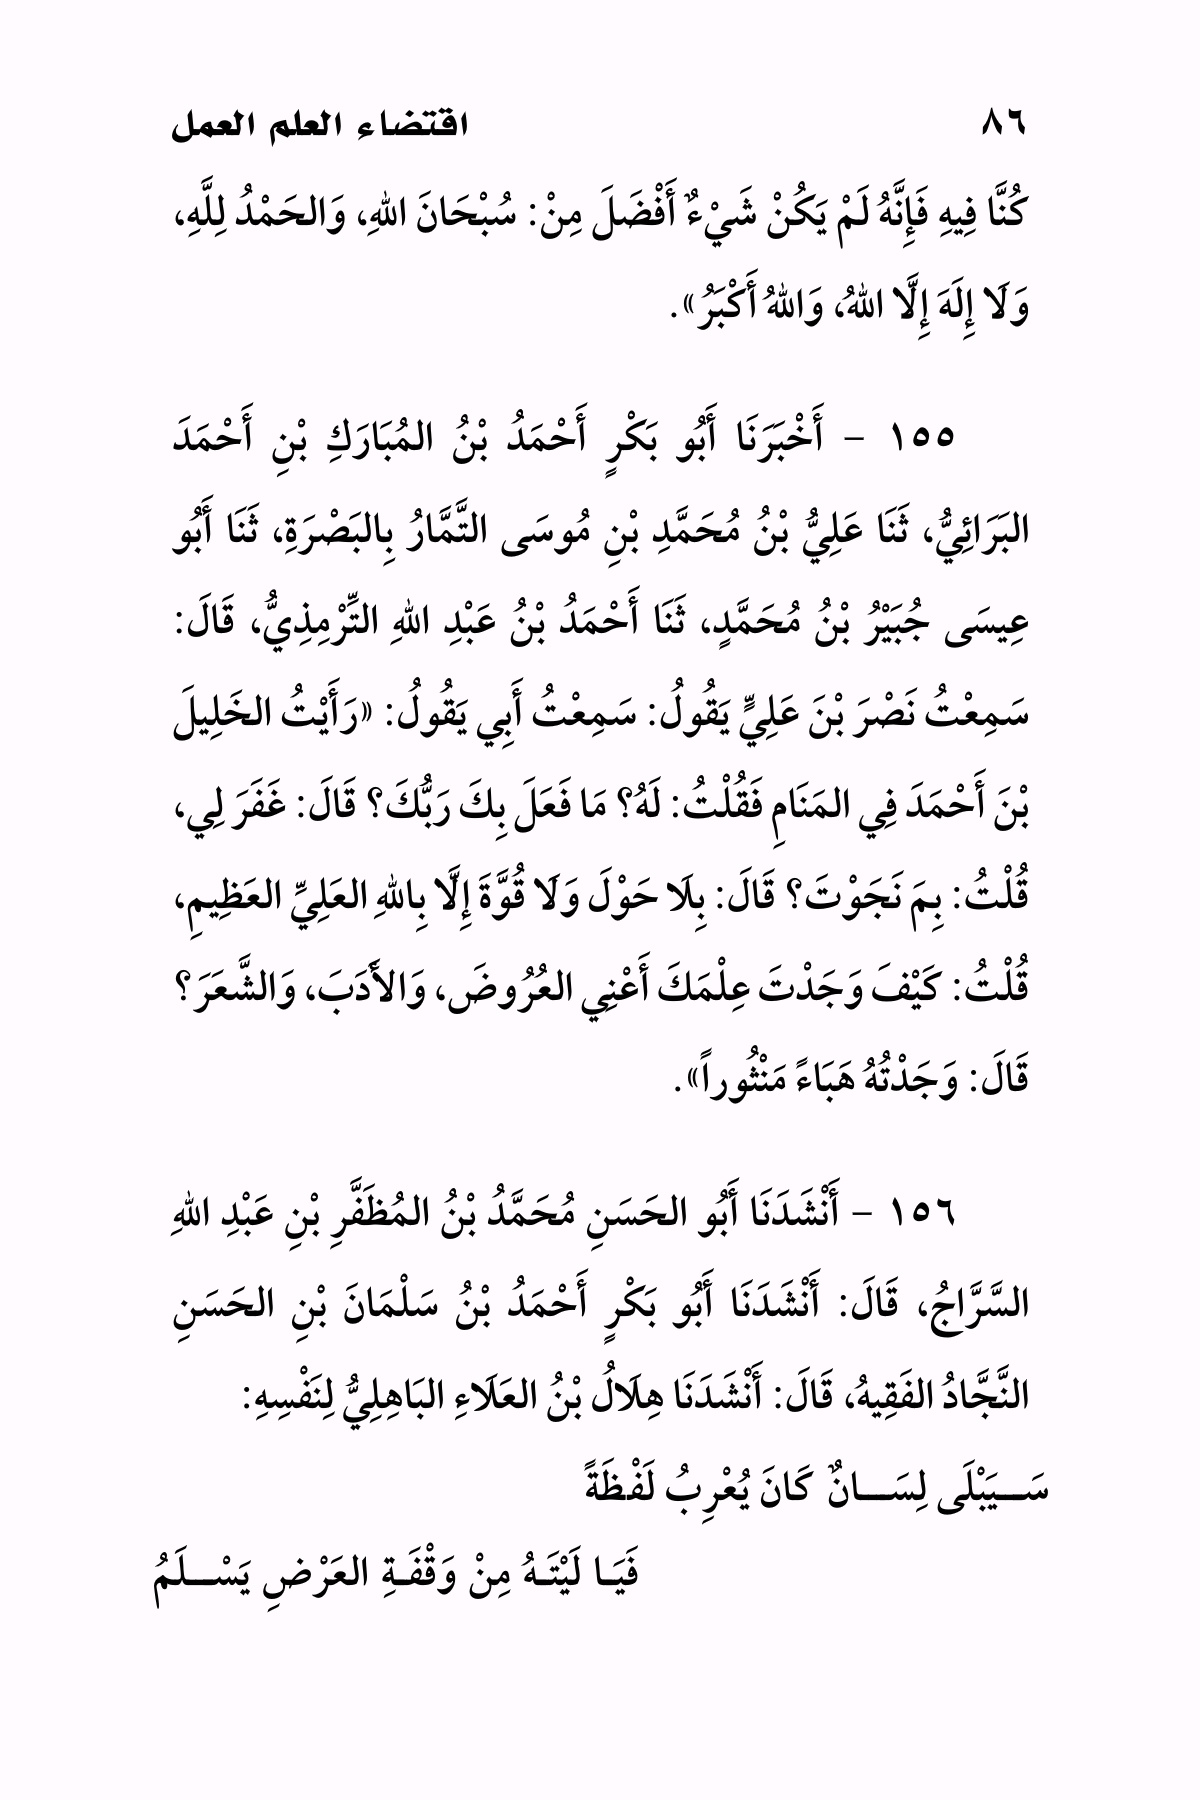 ٨٦ اقتضاء العلم العمل
كُنَّا فِيهِ فَإِنَّهُ لَمْ يَكُنْ شَيْءٌ أَفْضَلَ مِنْ: سُبْحَانَ اللهِ، وَالحَمْدُ لِلَّهِ،
وَلَا إِلَهَ إِلَّا اللهُ، وَاللهُ أَكْبَرُ».
١٥٥ – أَخْبَرَنَا أَبُو بَكْرٍ أَحْمَدُ بْنُ المُبَارَكِ بْنِ أَحْمَدَ
البَرَائِيُّ، ثَنَا عَلِيُّ بْنُ مُحَمَّدِ بْنِ مُوسَى التَّمَّارُ بِالبَصْرَةِ، ثَنَا أَبُو
عِيسَى جُبَيْرُ بْنُ مُحَمَّدٍ، ثَنَا أَحْمَدُ بْنُ عَبْدِ اللهِ التِّرْمِذِيُّ، قَالَ:
سَمِعْتُ نَصْرَ بْنَ عَلِيٍّ يَقُولُ: سَمِعْتُ أَبِي يَقُولُ: «رَأَيْتُ الخَلِيلَ
بْنَ أَحْمَدَ فِي المَنَامِ فَقُلْتُ: لَهُ؟ مَا فَعَلَ بِكَ رَبُّكَ؟ قَالَ: غَفَرَ لِي،
قُلْتُ: بِمَ نَجَوْتَ؟ قَالَ: بِلَا حَوْلَ وَلَا قُوَّةَ إِلَّا بِاللهِ العَلِيِّ العَظِيمِ،
قُلْتُ: كَيْفَ وَجَدْتَ عِلْمَكَ أَعْنِي العُرُوضَ، وَالأَدَبَ، وَالشَّعَرَ؟
قَالَ: وَجَدْتُهُ هَبَاءً مَنْثُوراً».
١٥٦ – أَنْشَدَنَا أَبُو الحَسَنِ مُحَمَّدُ بْنُ المُظَفَّرِ بْنِ عَبْدِ اللهِ
السَّرَّاجُ، قَالَ: أَنْشَدَنَا أَبُو بَكْرٍ أَحْمَدُ بْنُ سَلْمَانَ بْنِ الحَسَنِ
النَّجَّادُ الفَقِيهُ، قَالَ: أَنْشَدَنَا هِلَالُ بْنُ العَلَاءِ البَاهِلِيُّ لِنَفْسِهِ:
سَـــيَبْلَى لِسَـــانٌ كَانَ يُعْرِبُ لَفْظَةً
فَيَـا لَيْتَـهُ مِنْ وَقْفَـةِ العَرْضِ يَسْـــلَمُ